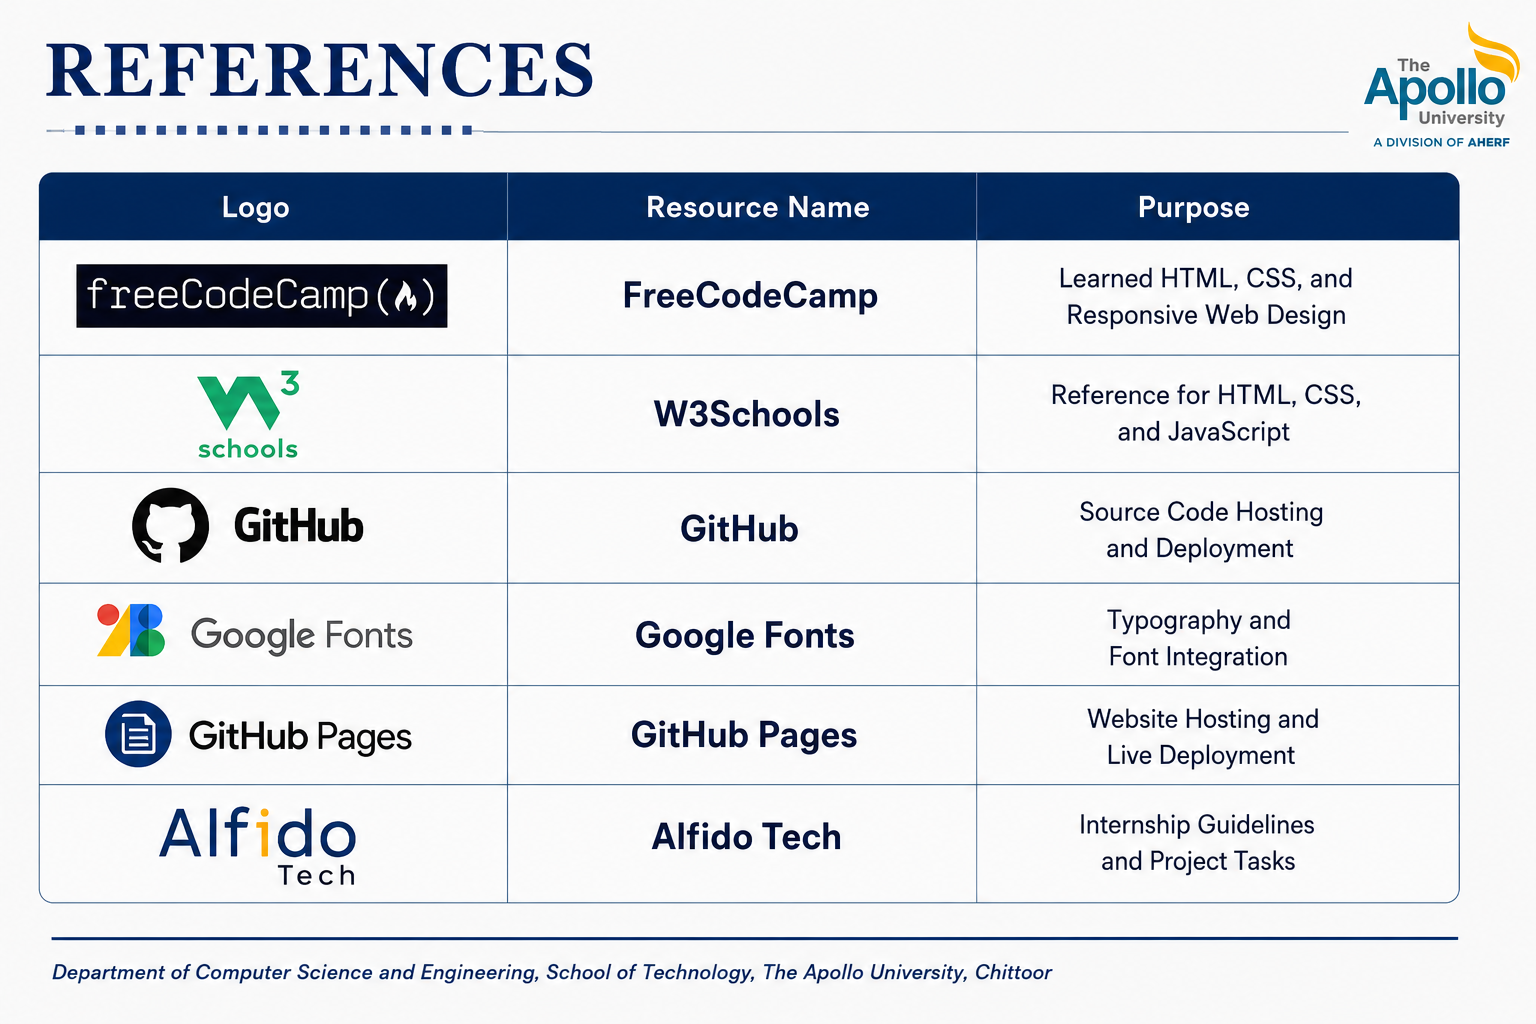 REFERENCES
The
Apollo
University
A DIVISION OF AHERF
Logo
Resource Name
Purpose
freeCodeCamp(🔥)
FreeCodeCamp
Learned HTML, CSS, and
Responsive Web Design
W3
schools
W3Schools
Reference for HTML, CSS,
and JavaScript
GitHub
GitHub
Source Code Hosting
and Deployment
Google Fonts
Google Fonts
Typography and
Font Integration
GitHub Pages
GitHub Pages
Website Hosting and
Live Deployment
Alfido
Tech
Alfido Tech
Internship Guidelines
and Project Tasks
Department of Computer Science and Engineering, School of Technology, The Apollo University, Chittoor